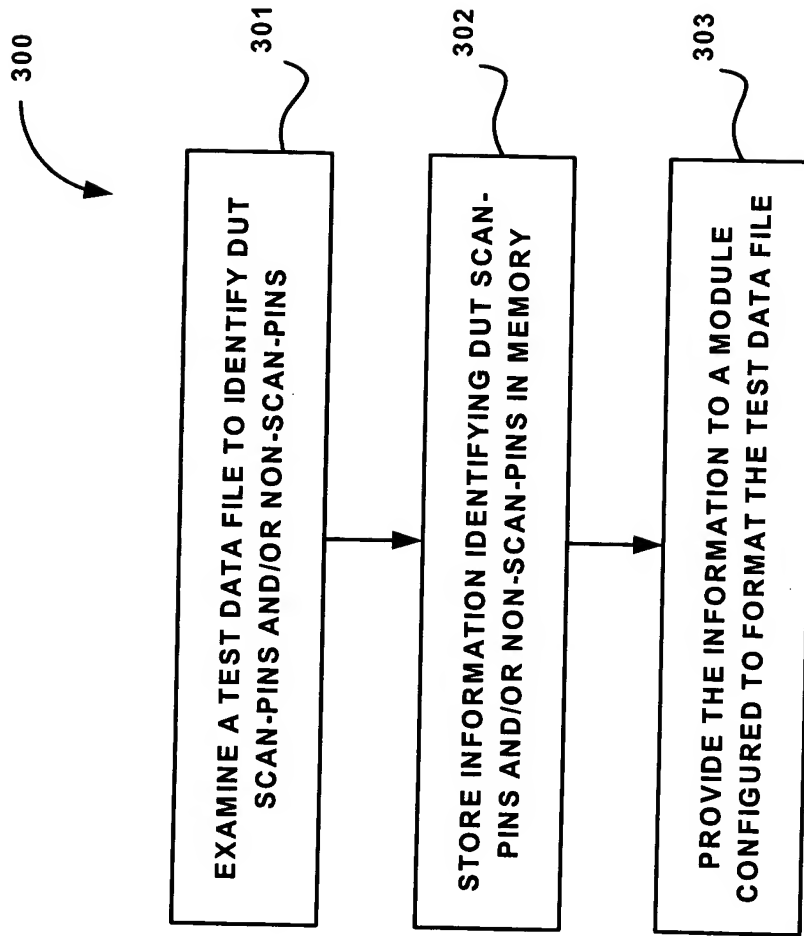 300
301
EXAMINE A TEST DATA FILE TO IDENTIFY DUT
SCAN-PINS AND/OR NON-SCAN-PINS
302
STORE INFORMATION IDENTIFYING DUT SCAN-
PINS AND/OR NON-SCAN-PINS IN MEMORY
303
PROVIDE THE INFORMATION TO A MODULE
CONFIGURED TO FORMAT THE TEST DATA FILE